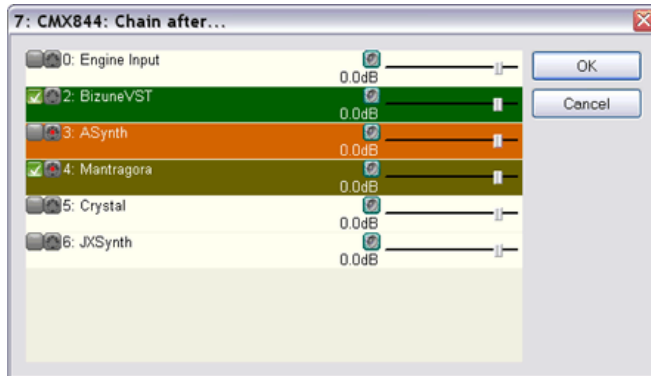 7: CMX844: Chain after...
0: Engine Input
0.0dB
OK
2: BizuneVST
0.0dB
Cancel
3: ASynth
0.0dB
4: Mantragora
0.0dB
5: Crystal
0.0dB
6: JXSynth
0.0dB